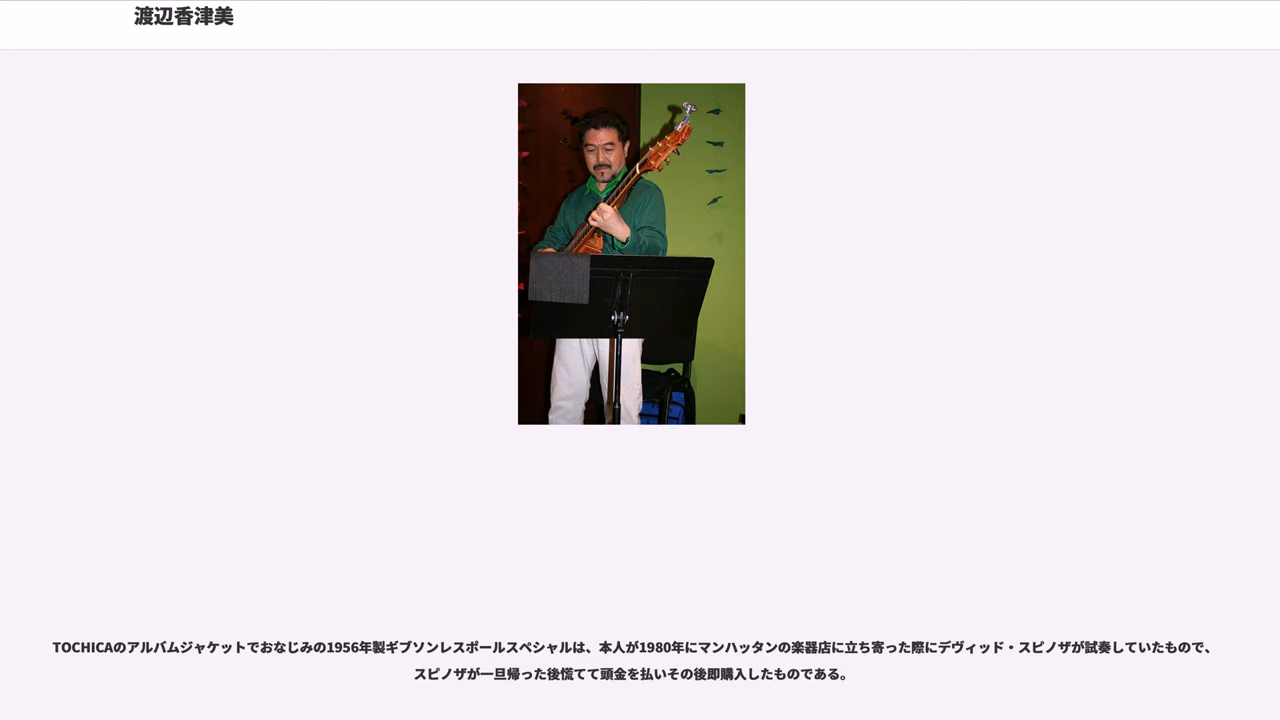 渡辺香津美
TOCHICAのアルバムジャケットでおなじみの1956年製ギブソンレスポールスペシャルは、本人が1980年にマンハッタンの楽器店に立ち寄った際にデヴィッド・スピノザが試奏していたもので、
スピノザが一旦帰った後慌てて頭金を払いその後即購入したものである。